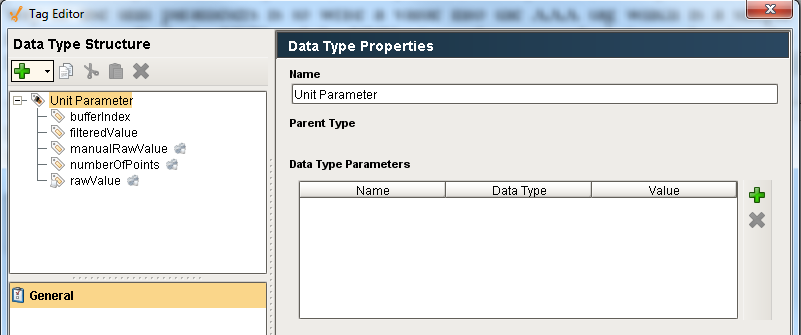 Tag Editor
Data Type Structure
Unit Parameter
bufferIndex
filteredValue
manualRawValue
numberOfPoints
rawValue
General
Data Type Properties
Name
Unit Parameter
Parent Type
Data Type Parameters
Name Data Type Value